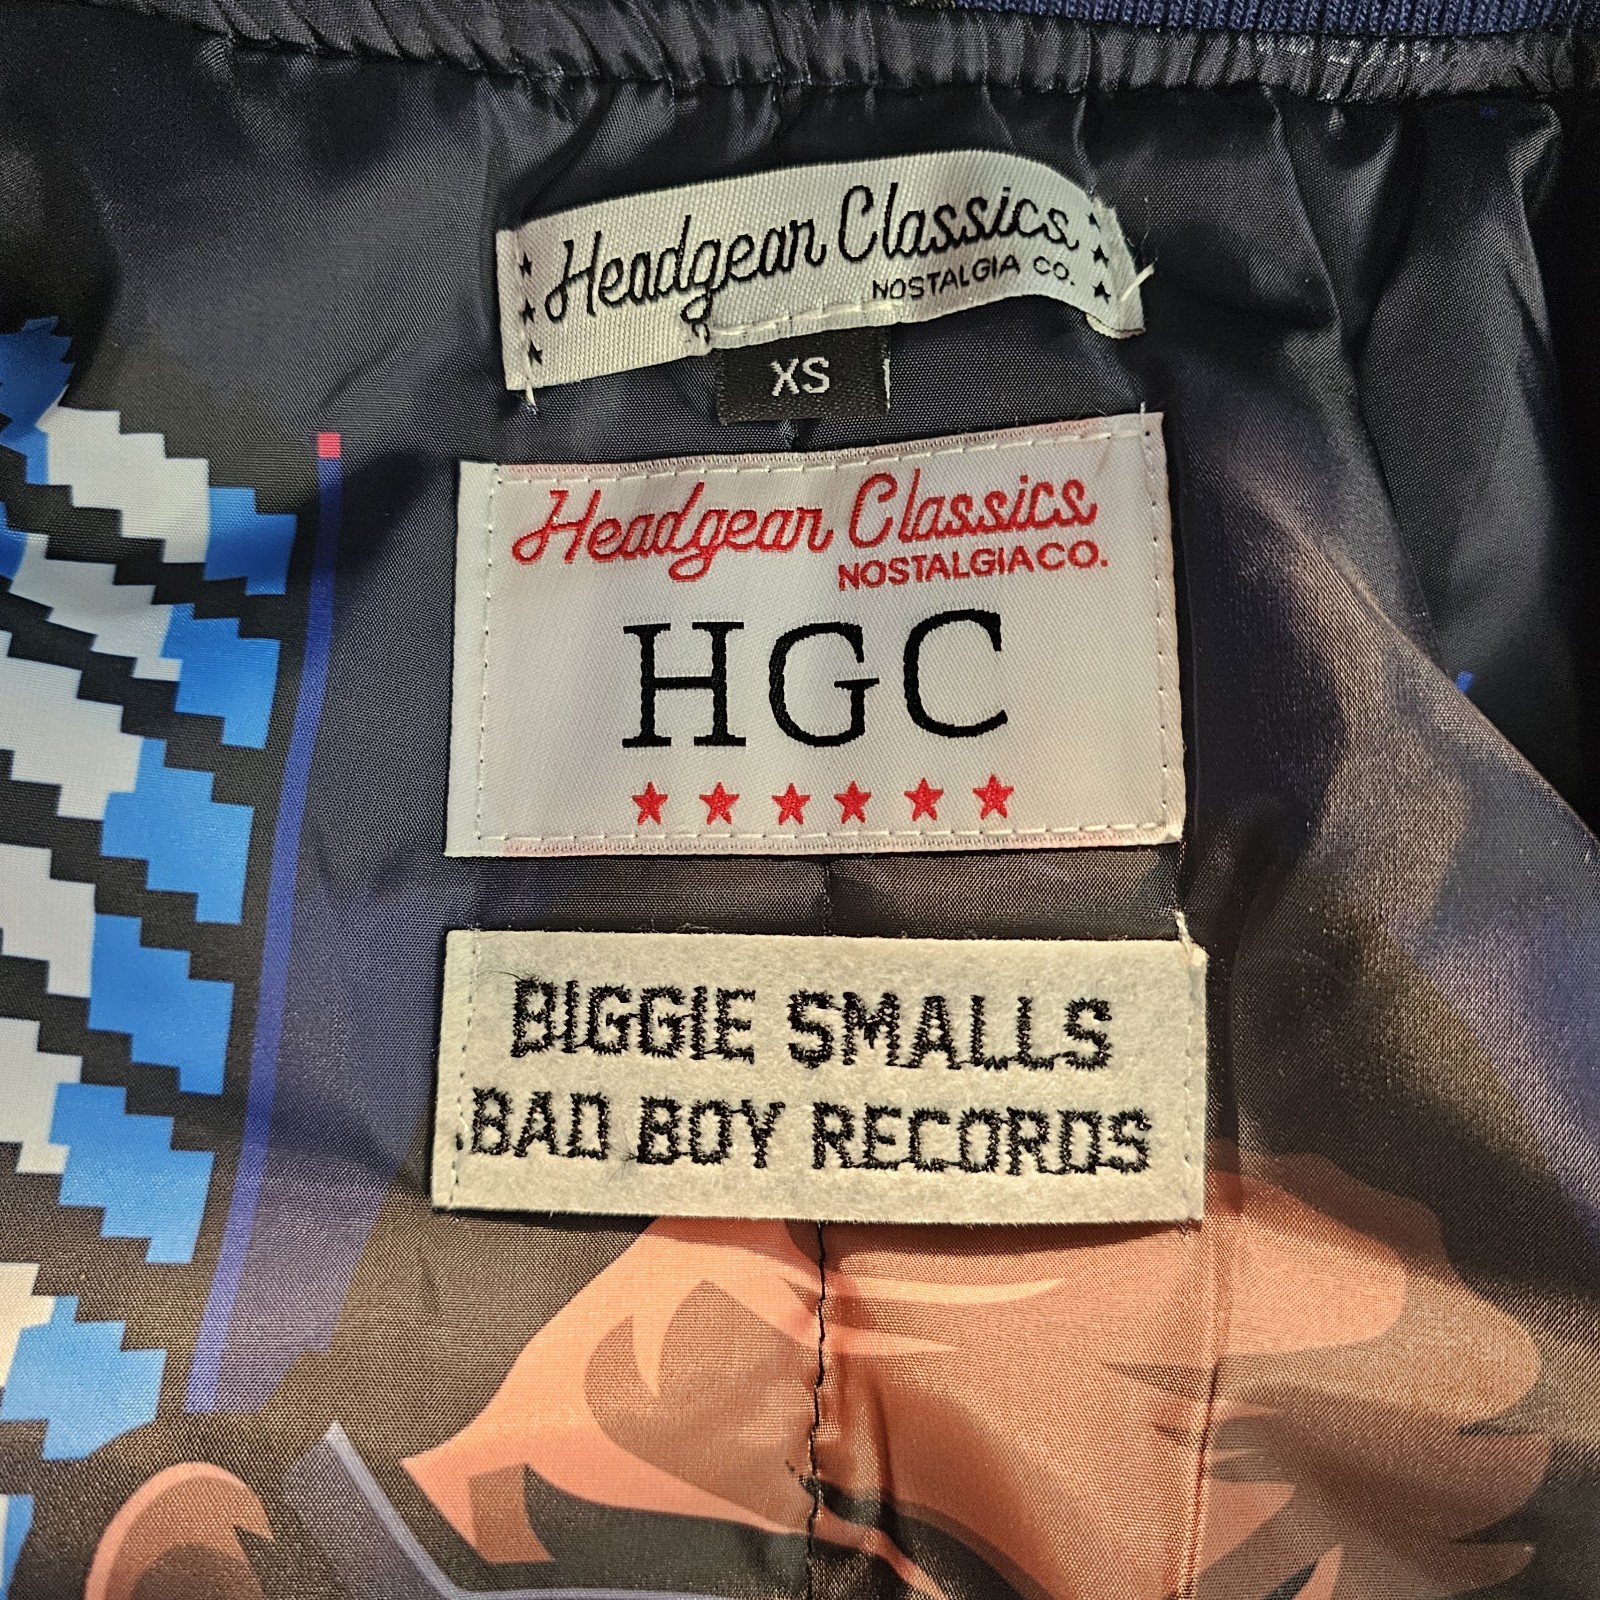 Headgear Classics
NOSTALGIA CO.
XS
Headgear Classics
NOSTALGIA CO.
HGC
BIGGIE SMALLS
BAD BOY RECORDS